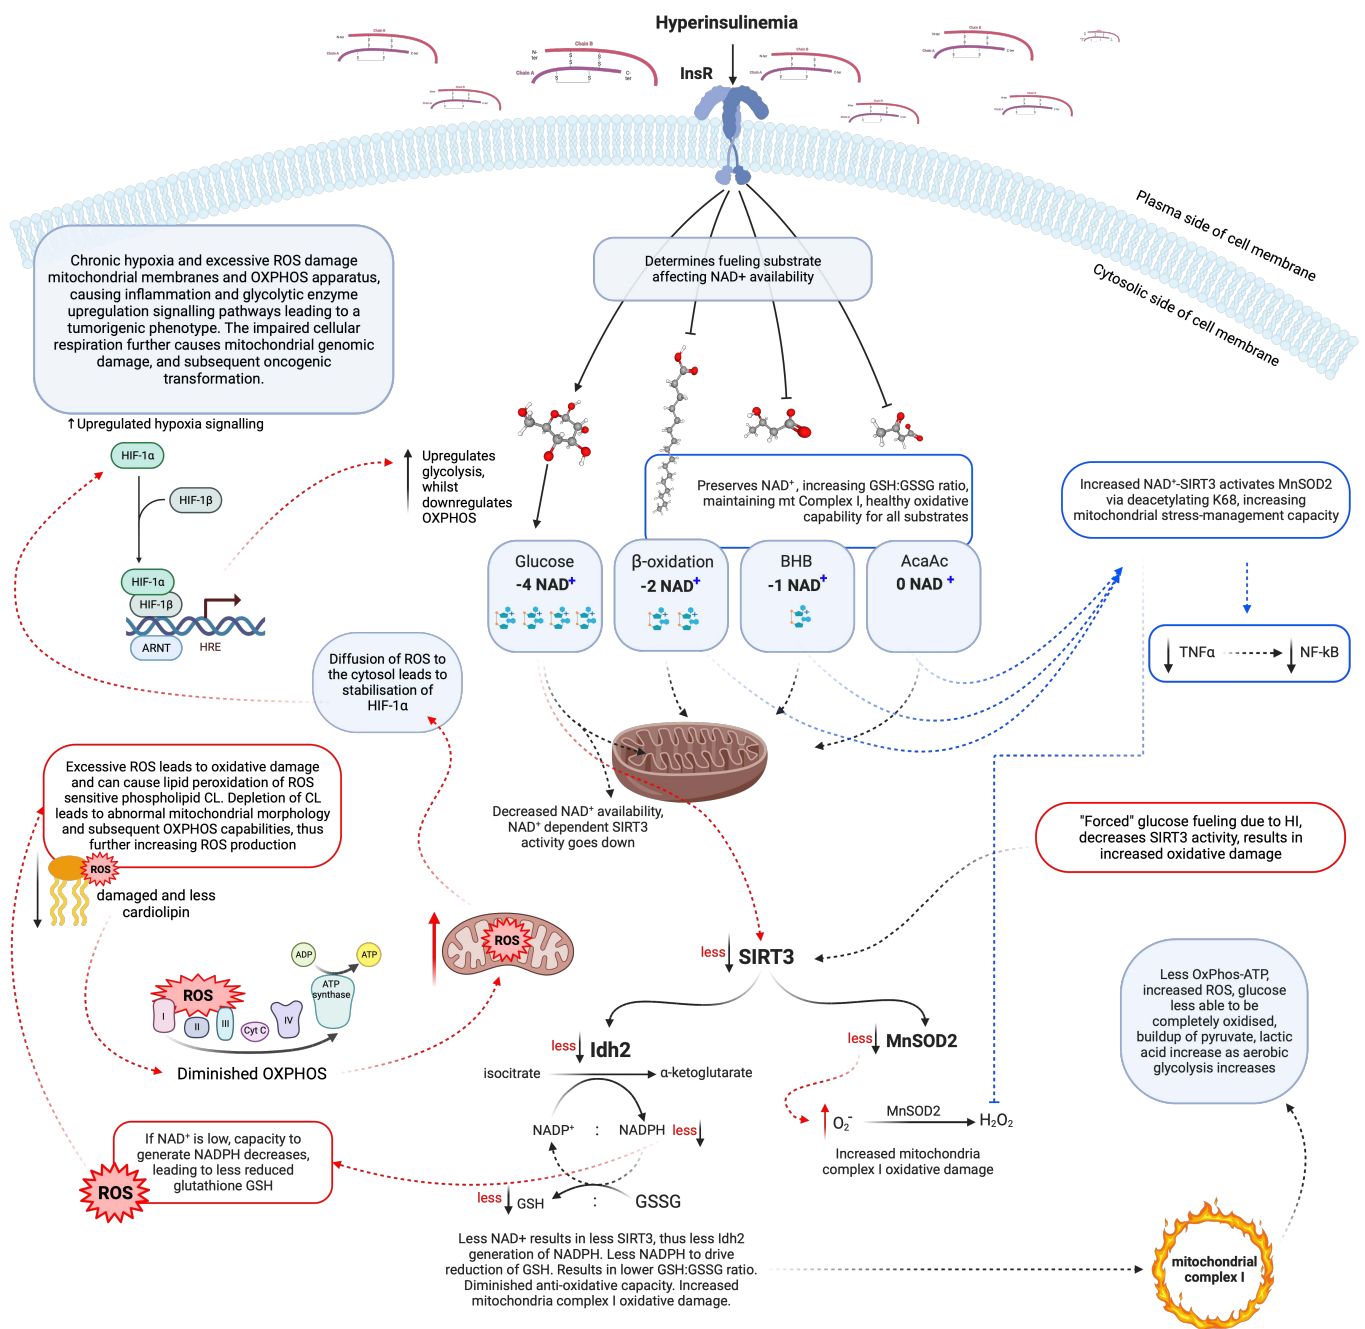 Hyperinsulinemia
InsR
Chain B
N-ter
Chain A
C-ter
Chain B
N-
ter
Chain A
C-
ter
S
S
S
S
S
S
Plasma side of cell membrane
Cytosolic side of cell membrane
Determines fueling substrate
affecting NAD+ availability
Chronic hypoxia and excessive ROS damage
mitochondrial membranes and OXPHOS apparatus,
causing inflammation and glycolytic enzyme
upregulation signalling pathways leading to a
tumorigenic phenotype. The impaired cellular
respiration further causes mitochondrial genomic
damage, and subsequent oncogenic
transformation.
↑Upregulated hypoxia signalling
HIF-1α
HIF-1β
HIF-1α
HIF-1β
ARNT
HRE
Upregulates
glycolysis,
whilst
downregulates
OXPHOS
Preserves NAD⁺, increasing GSH:GSSG ratio,
maintaining mt Complex I, healthy oxidative
capability for all substrates
Glucose
-4 NAD⁺
β-oxidation
-2 NAD⁺
BHB
-1 NAD⁺
AcaAc
0 NAD ⁺
Increased NAD⁺-SIRT3 activates MnSOD2
via deacetylating K68, increasing
mitochondrial stress-management capacity
TNFα
NF-kB
Diffusion of ROS to
the cytosol leads to
stabilisation of
HIF-1α
Excessive ROS leads to oxidative damage
and can cause lipid peroxidation of ROS
sensitive phospholipid CL. Depletion of CL
leads to abnormal mitochondrial morphology
and subsequent OXPHOS capabilities, thus
further increasing ROS production
ROS
damaged and less
cardiolipin
Decreased NAD⁺ availability,
NAD⁺ dependent SIRT3
activity goes down
"Forced" glucose fueling due to HI,
decreases SIRT3 activity, results in
increased oxidative damage
ROS
less
SIRT3
ADP
ATP
ATP
synthase
ROS
I
II
III
Cyt C
IV
Diminished OXPHOS
less
Idh2
isocitrate
α-ketoglutarate
NADP⁺
:
NADPH
less
less
GSH
:
GSSG
less
MnSOD2
O₂⁻
MnSOD2
H₂O₂
Increased mitochondria
complex I oxidative damage
Less OxPhos-ATP,
increased ROS, glucose
less able to be
completely oxidised,
buildup of pyruvate, lactic
acid increase as aerobic
glycolysis increases
If NAD⁺ is low, capacity to
generate NADPH decreases,
leading to less reduced
glutathione GSH
ROS
Less NAD+ results in less SIRT3, thus less Idh2
generation of NADPH. Less NADPH to drive
reduction of GSH. Results in lower GSH:GSSG ratio.
Diminished anti-oxidative capacity. Increased
mitochondria complex I oxidative damage.
mitochondrial
complex I